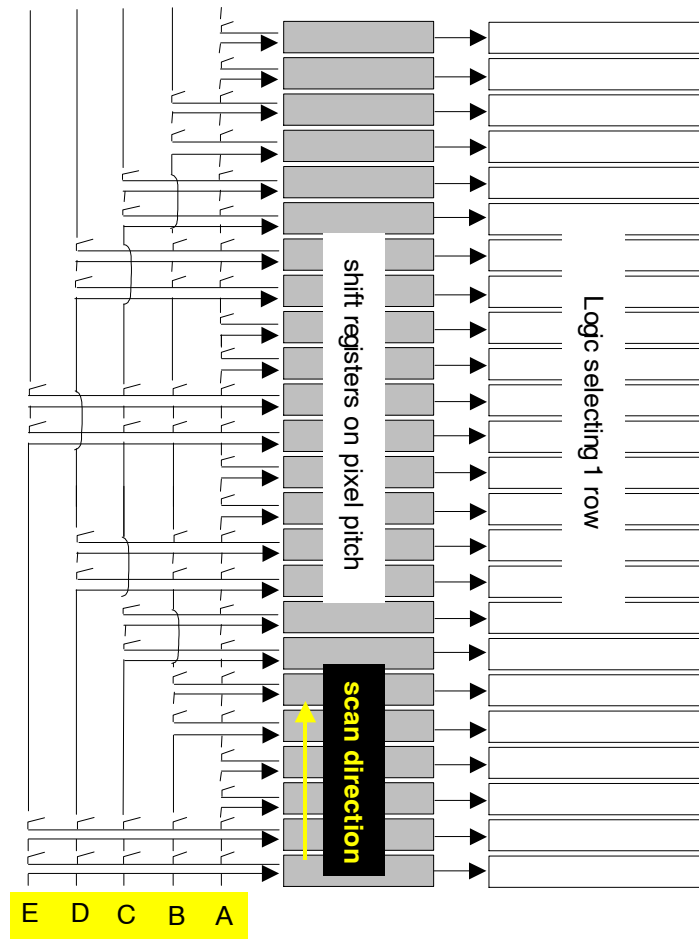 shift registers on pixel pitch
Logic selecting 1 row
scan direction
E D C B A